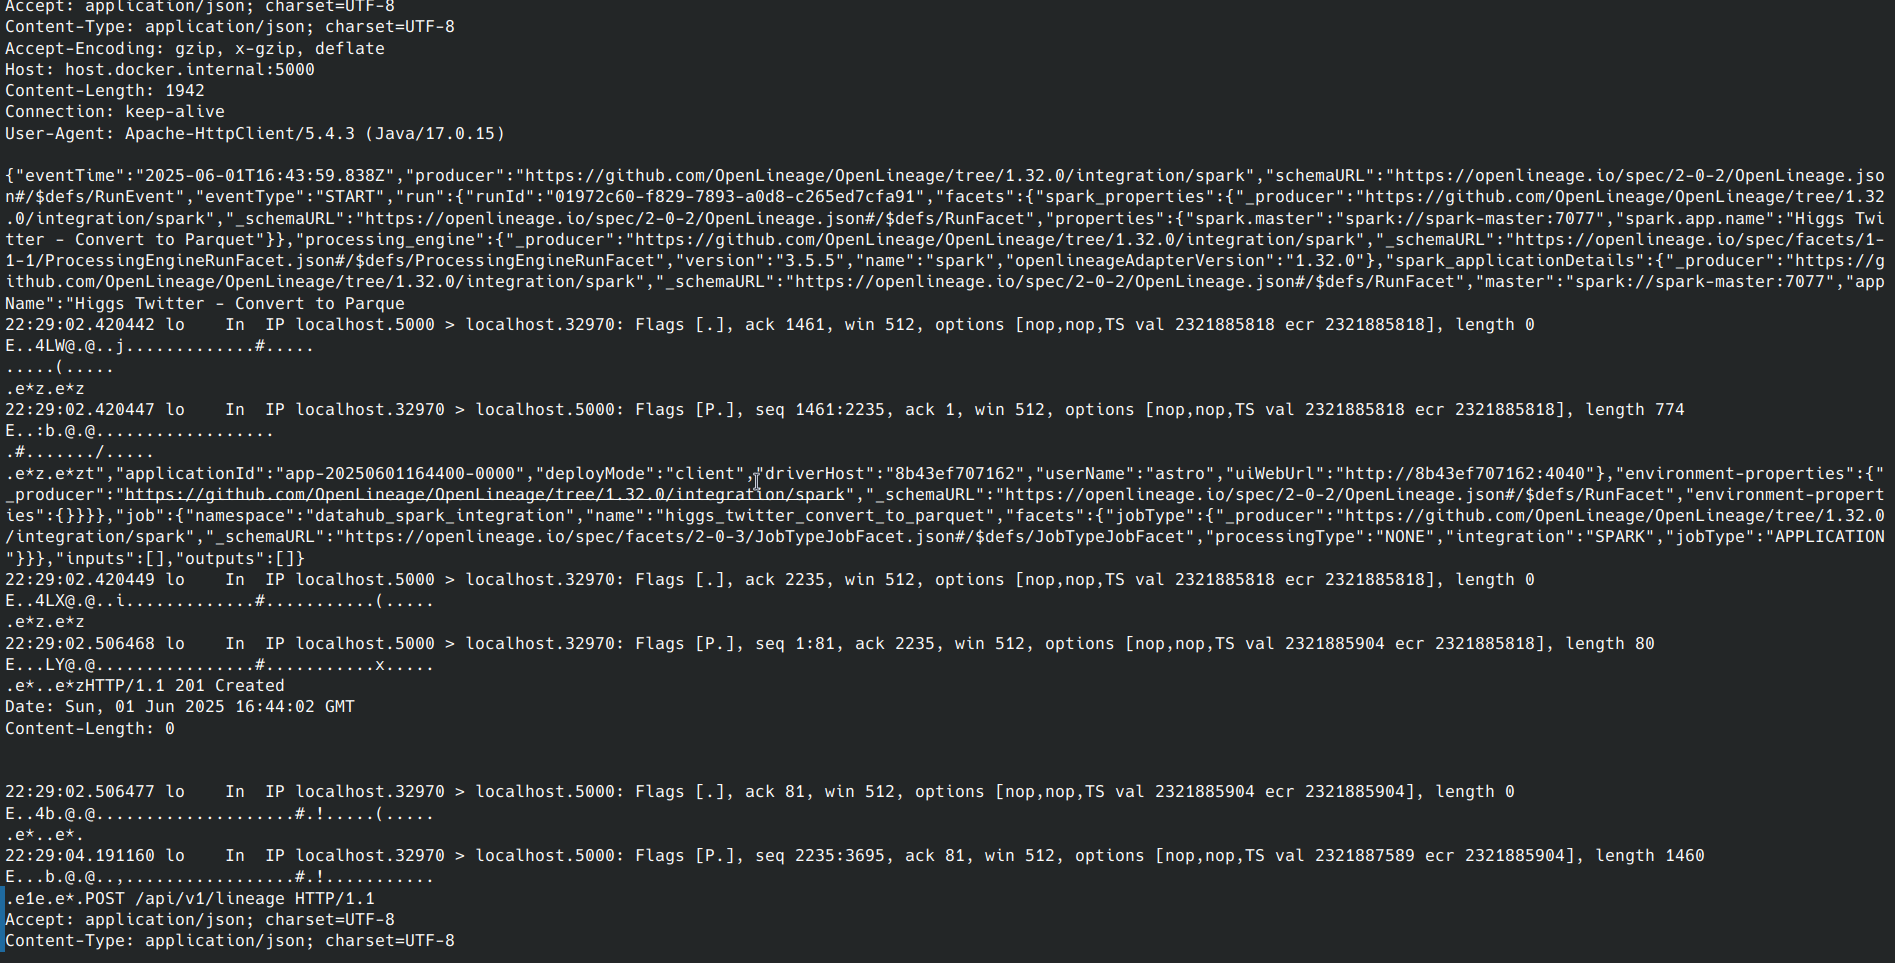 Accept: application/json; charset=UTF-8
Content-Type: application/json; charset=UTF-8
Accept-Encoding: gzip, x-gzip, deflate
Host: host.docker.internal:5000
Content-Length: 1942
Connection: keep-alive
User-Agent: Apache-HttpClient/5.4.3 (Java/17.0.15)
{"eventTime":"2025-06-01T16:43:59.838Z","producer":"https://github.com/OpenLineage/OpenLineage/tree/1.32.0/integration/spark","schemaURL":"https://openlineage.io/spec/2-0-2/OpenLineage.jso
n#/$defs/RunEvent","eventType":"START","run":{"runId":"01972c60-f829-7893-a0d8-c265ed7cfa91","facets":{"spark_properties":{"_producer":"https://github.com/OpenLineage/OpenLineage/tree/1.32
.0/integration/spark","_schemaURL":"https://openlineage.io/spec/2-0-2/OpenLineage.json#/$defs/RunFacet","properties":{"spark.master":"spark://spark-master:7077","spark.app.name":"Higgs Twi
tter - Convert to Parquet"}},"processing_engine":{"_producer":"https://github.com/OpenLineage/OpenLineage/tree/1.32.0/integration/spark","_schemaURL":"https://openlineage.io/spec/facets/1-
1-1/ProcessingEngineRunFacet.json#/$defs/ProcessingEngineRunFacet","version":"3.5.5","name":"spark","openlineageAdapterVersion":"1.32.0"},"spark_applicationDetails":{"_producer":"https://g
ithub.com/OpenLineage/OpenLineage/tree/1.32.0/integration/spark","_schemaURL":"https://openlineage.io/spec/2-0-2/OpenLineage.json#/$defs/RunFacet","master":"spark://spark-master:7077","app
Name":"Higgs Twitter - Convert to Parque
22:29:02.420442 lo    In  IP localhost.5000 > localhost.32970: Flags [.], ack 1461, win 512, options [nop,nop,TS val 2321885818 ecr 2321885818], length 0
E..4LW@.@..j.............#.....
.....(.....
.e*z.e*z
22:29:02.420447 lo    In  IP localhost.32970 > localhost.5000: Flags [P.], seq 1461:2235, ack 1, win 512, options [nop,nop,TS val 2321885818 ecr 2321885818], length 774
E..:b.@.@..................
.#....../.....
.e*z.e*zt","applicationId":"app-20250601164400-0000","deployMode":"client","driverHost":"8b43ef707162","userName":"astro","uiWebUrl":"http://8b43ef707162:4040"},"environment-properties":{"
_producer":"https://github.com/OpenLineage/OpenLineage/tree/1.32.0/integration/spark","_schemaURL":"https://openlineage.io/spec/2-0-2/OpenLineage.json#/$defs/RunFacet","environment-propert
ies":{}}}},"job":{"namespace":"datahub_spark_integration","name":"higgs_twitter_convert_to_parquet","facets":{"jobType":{"_producer":"https://github.com/OpenLineage/OpenLineage/tree/1.32.0
/integration/spark","_schemaURL":"https://openlineage.io/spec/facets/2-0-3/JobTypeJobFacet.json#/$defs/JobTypeJobFacet","processingType":"NONE","integration":"SPARK","jobType":"APPLICATION
"}}},"inputs":[],"outputs":[]}
22:29:02.420449 lo    In  IP localhost.5000 > localhost.32970: Flags [.], ack 2235, win 512, options [nop,nop,TS val 2321885818 ecr 2321885818], length 0
E..4LX@.@..i.............#...........(.....
.e*z.e*z
22:29:02.506468 lo    In  IP localhost.5000 > localhost.32970: Flags [P.], seq 1:81, ack 2235, win 512, options [nop,nop,TS val 2321885904 ecr 2321885818], length 80
E...LY@.@................#...........x.....
.e*..e*zHTTP/1.1 201 Created
Date: Sun, 01 Jun 2025 16:44:02 GMT
Content-Length: 0
22:29:02.506477 lo    In  IP localhost.32970 > localhost.5000: Flags [.], ack 81, win 512, options [nop,nop,TS val 2321885904 ecr 2321885904], length 0
E..4b.@.@....................#.!.....(.....
.e*..e*.
22:29:04.191160 lo    In  IP localhost.32970 > localhost.5000: Flags [P.], seq 2235:3695, ack 81, win 512, options [nop,nop,TS val 2321887589 ecr 2321885904], length 1460
E...b.@.@..,.................#.!...........
.e1e.e*.POST /api/v1/lineage HTTP/1.1
Accept: application/json; charset=UTF-8
Content-Type: application/json; charset=UTF-8